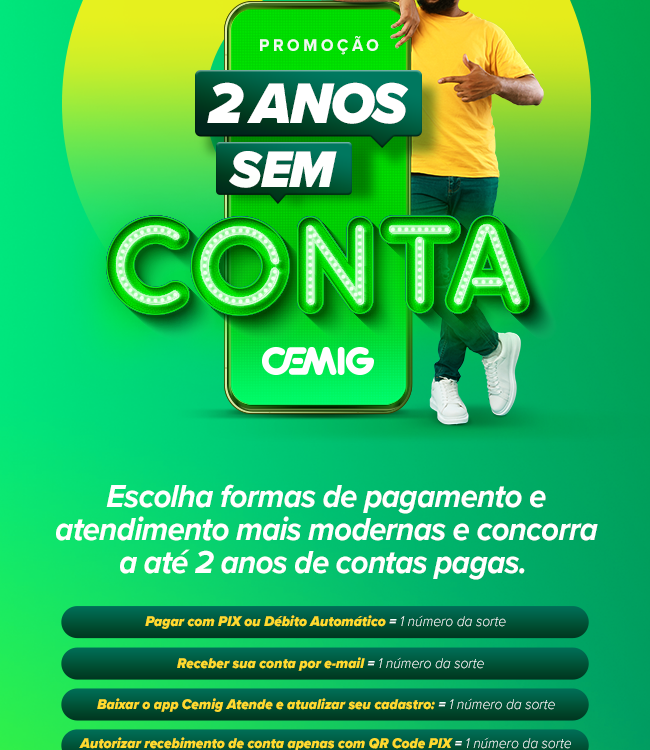 PROMOÇÃO
2 ANOS
SEM
CONTA
CEMIG
Escolha formas de pagamento e
atendimento mais modernas e concorra
a até 2 anos de contas pagas.
Pagar com PIX ou Débito Automático = 1 número da sorte
Receber sua conta por e-mail = 1 número da sorte
Baixar o app Cemig Atende e atualizar seu cadastro: = 1 número da sorte
Autorizar recebimento de conta apenas com QR Code PIX = 1 número da sorte